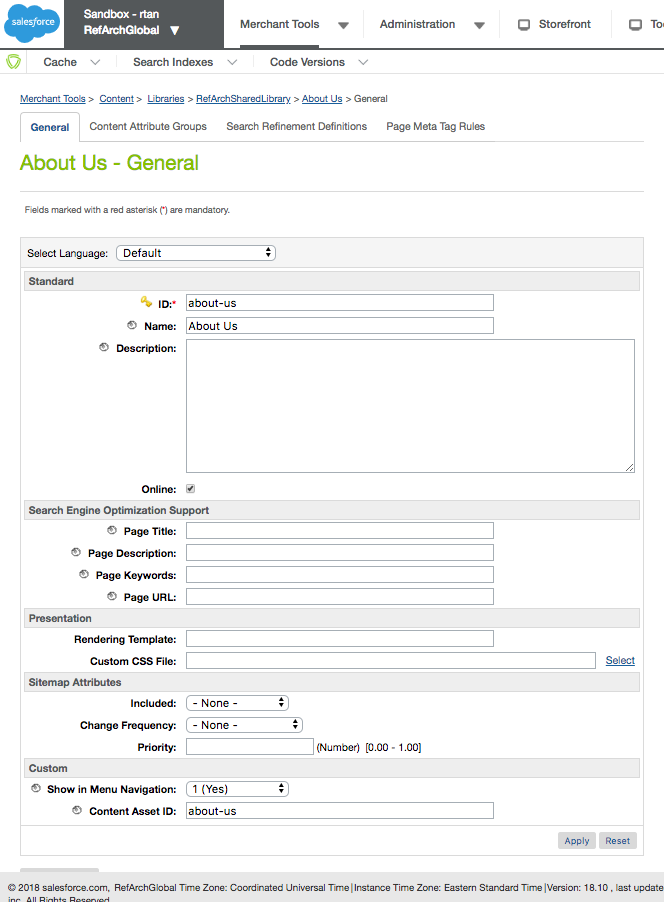 salesforce
Sandbox - rtan
RefArchGlobal ▼
Merchant Tools
Administration
Storefront
Cache
Search Indexes
Code Versions
Merchant Tools > Content > Libraries > RefArchSharedLibrary > About Us > General
General
Content Attribute Groups
Search Refinement Definitions
Page Meta Tag Rules
About Us - General
Fields marked with a red asterisk (*) are mandatory.
Select Language: Default
Standard
ID:* about-us
Name: About Us
Description:
Online:
Search Engine Optimization Support
Page Title:
Page Description:
Page Keywords:
Page URL:
Presentation
Rendering Template:
Custom CSS File: Select
Sitemap Attributes
Included: - None -
Change Frequency: - None -
Priority: (Number) [0.00 - 1.00]
Custom
Show in Menu Navigation: 1 (Yes)
Content Asset ID: about-us
Apply Reset
© 2018 salesforce.com, RefArchGlobal Time Zone: Coordinated Universal Time|Instance Time Zone: Eastern Standard Time|Version: 18.10 , last update
inc. All Rights Reserved